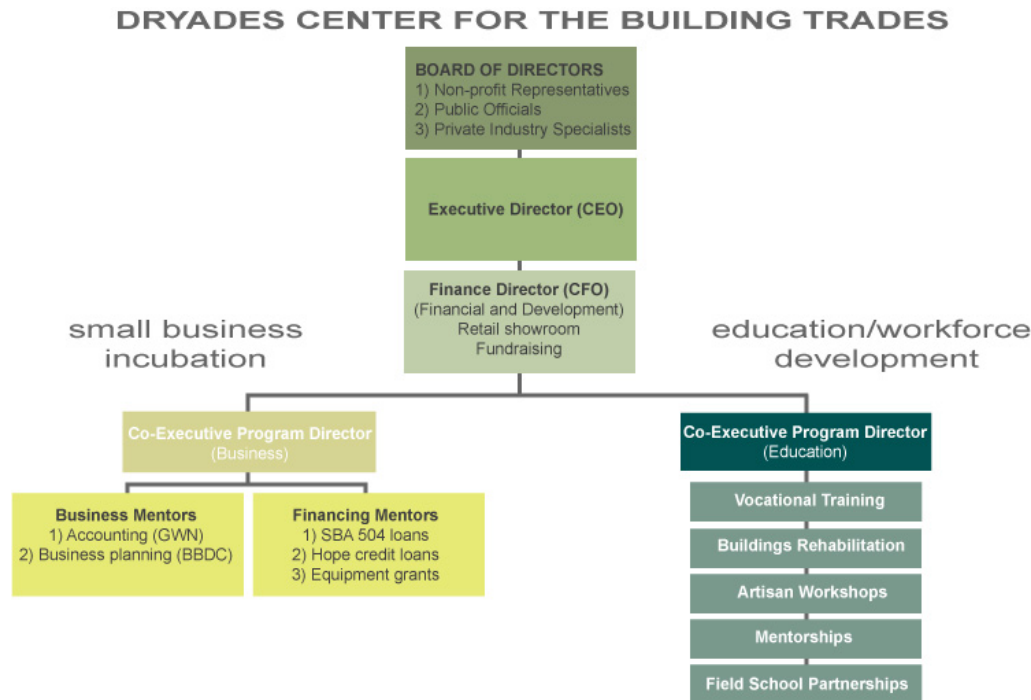 DRYADES CENTER FOR THE BUILDING TRADES
BOARD OF DIRECTORS
1) Non-profit Representatives
2) Public Officials
3) Private Industry Specialists
Executive Director (CEO)
Finance Director (CFO)
(Financial and Development)
Retail showroom
Fundraising
small business
incubation
education/workforce
development
Co-Executive Program Director
(Business)
Business Mentors
1) Accounting (GWN)
2) Business planning (BBDC)
Financing Mentors
1) SBA 504 loans
2) Hope credit loans
3) Equipment grants
Co-Executive Program Director
(Education)
Vocational Training
Buildings Rehabilitation
Artisan Workshops
Mentorships
Field School Partnerships